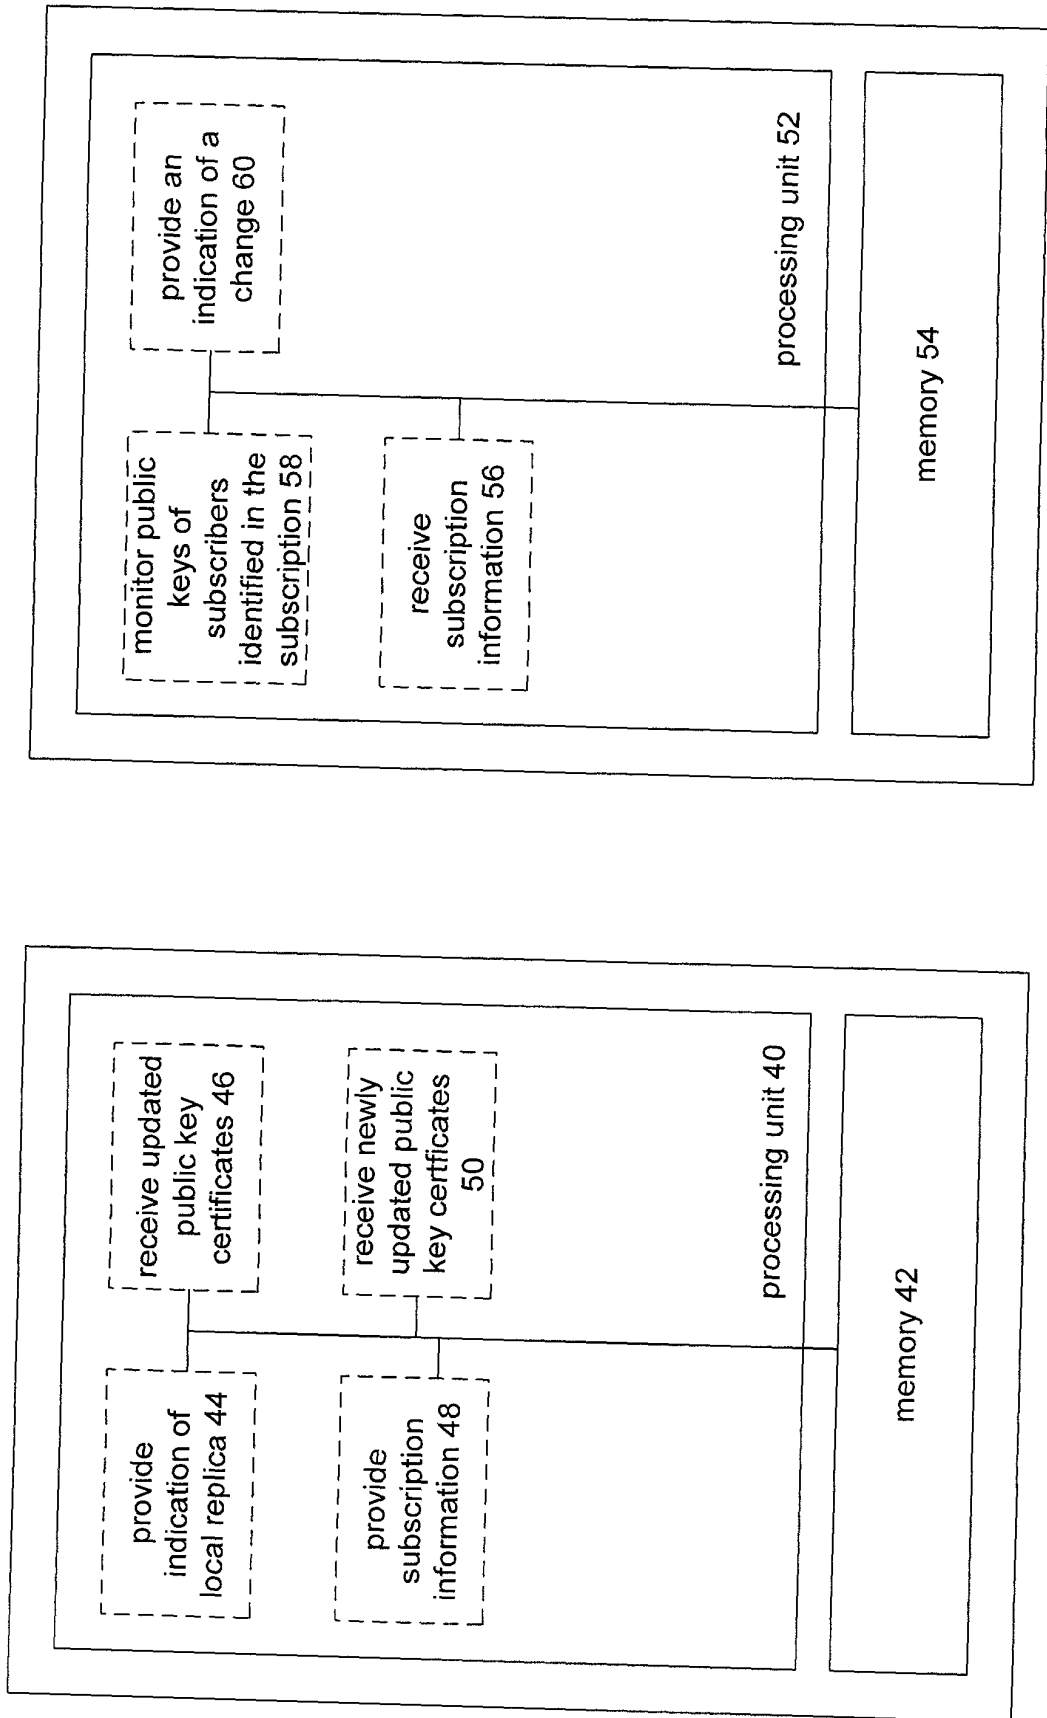 provide
indication of
local replica 44
receive updated
public key
certificates 46
provide
subscription
information 48
receive newly
updated public
key certficates
50
processing unit 40
memory 42
monitor public
keys of
subscribers
identified in the
subscription 58
provide an
indication of a
change 60
receive
subscription
information 56
processing unit 52
memory 54